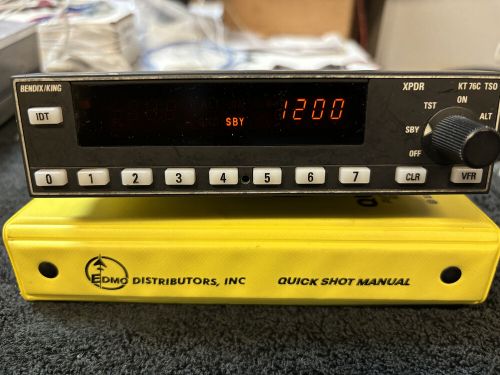 BENDIX/KING
XPDR
KT 76C TSO
IDT
SBY
1200
TST
ON
ALT
SBY
OFF
0 1 2 3 4 5 6 7
CLR
VFR
EDMO DISTRIBUTORS, INC
QUICK SHOT MANUAL